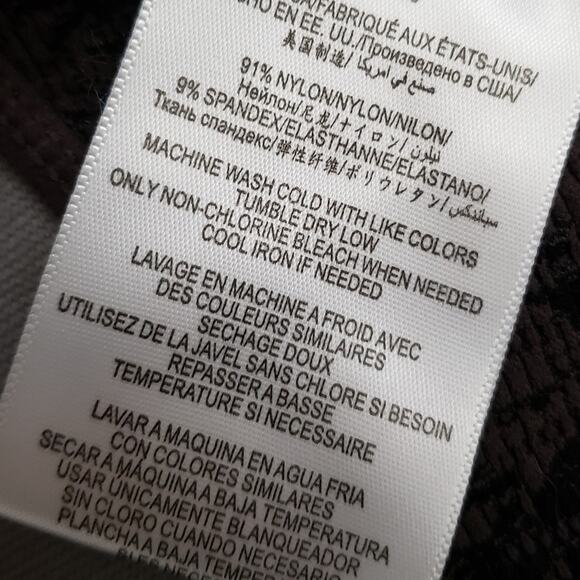 /FABRIQUÉ AUX ÉTATS-UNIS/
HO EN EE. UU./Произведено в США/
美国制造/ صنع في امريكا/
91% NYLON/NYLON/NILON/
Нейлон/尼龙/ナイロン/ نيلون/
9% SPANDEX/ELASTHANNE/ELASTANO/
Ткань спандекс/弹性纤维/ポリウレタン/سباندكس
MACHINE WASH COLD WITH LIKE COLORS
TUMBLE DRY LOW
ONLY NON-CHLORINE BLEACH WHEN NEEDED
COOL IRON IF NEEDED
LAVAGE EN MACHINE A FROID AVEC
DES COULEURS SIMILAIRES
SECHAGE DOUX
UTILISEZ DE LA JAVEL SANS CHLORE SI BESOIN
REPASSER A BASSE
TEMPERATURE SI NECESSAIRE
LAVAR A MAQUINA EN AGUA FRIA
CON COLORES SIMILARES
SECAR A MÁQUINA A BAJA TEMPERATURA
USAR ÚNICAMENTE BLANQUEADOR
SIN CLORO CUANDO NECESARIO
PLANCHA A BAJA TEMPERATURA